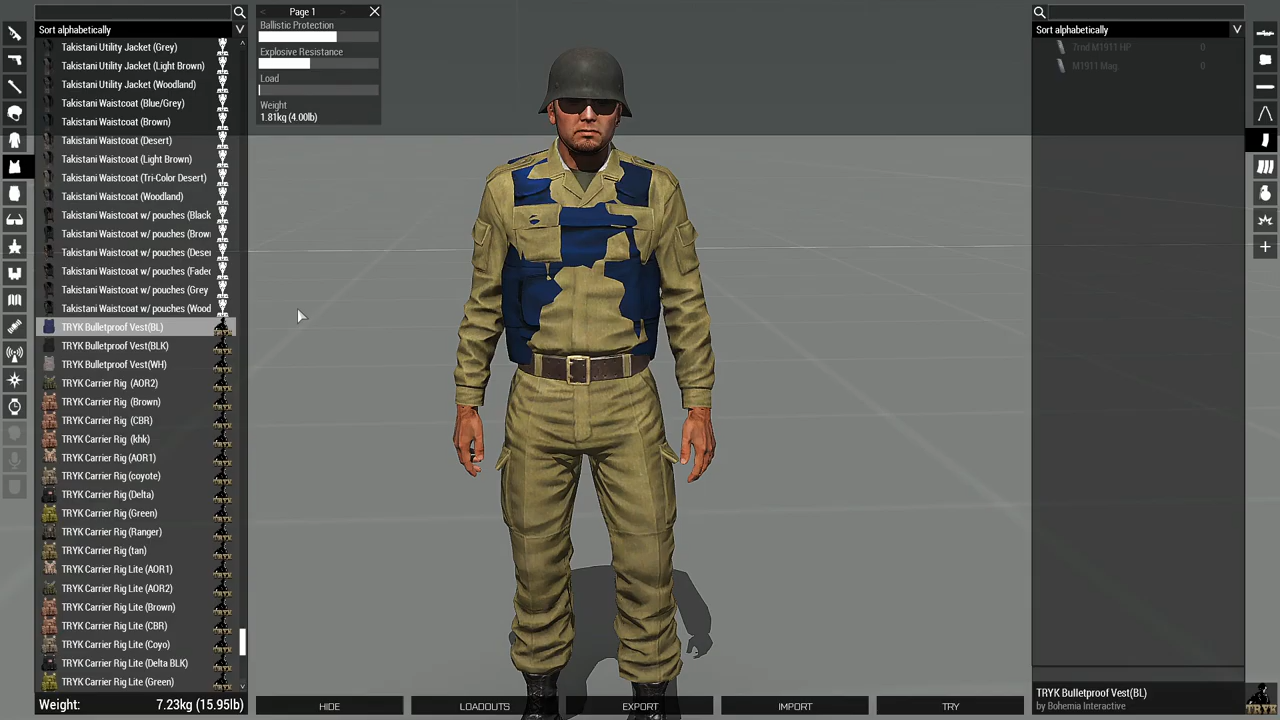 Sort alphabetically
V
Takistani Utility Jacket (Grey)
Takistani Utility Jacket (Light Brown)
Takistani Utility Jacket (Woodland)
Takistani Waistcoat (Blue/Grey)
Takistani Waistcoat (Brown)
Takistani Waistcoat (Desert)
Takistani Waistcoat (Light Brown)
Takistani Waistcoat (Tri-Color Desert)
Takistani Waistcoat (Woodland)
Takistani Waistcoat w/ pouches (Black
Takistani Waistcoat w/ pouches (Brow
Takistani Waistcoat w/ pouches (Dese
Takistani Waistcoat w/ pouches (Fade
Takistani Waistcoat w/ pouches (Grey
Takistani Waistcoat w/ pouches (Wood
TRYK Bulletproof Vest(BL)
TRYK Bulletproof Vest(BLK)
TRYK Bulletproof Vest(WH)
TRYK Carrier Rig (AOR2)
TRYK Carrier Rig (Brown)
TRYK Carrier Rig (CBR)
TRYK Carrier Rig (khk)
TRYK Carrier Rig (AOR1)
TRYK Carrier Rig (coyote)
TRYK Carrier Rig (Delta)
TRYK Carrier Rig (Green)
TRYK Carrier Rig (Ranger)
TRYK Carrier Rig (tan)
TRYK Carrier Rig Lite (AOR1)
TRYK Carrier Rig Lite (AOR2)
TRYK Carrier Rig Lite (Brown)
TRYK Carrier Rig Lite (CBR)
TRYK Carrier Rig Lite (Coyo)
TRYK Carrier Rig Lite (Delta BLK)
TRYK Carrier Rig Lite (Green)
Weight: 7.23kg (15.95lb)
< Page 1 >
Ballistic Protection
Explosive Resistance
Load
Weight
1.81kg (4.00lb)
HIDE
LOADOUTS
EXPORT
IMPORT
TRY
Sort alphabetically
V
7rnd M1911 HP 0
M1911 Mag. 0
TRYK Bulletproof Vest(BL)
by Bohemia Interactive
TRYK